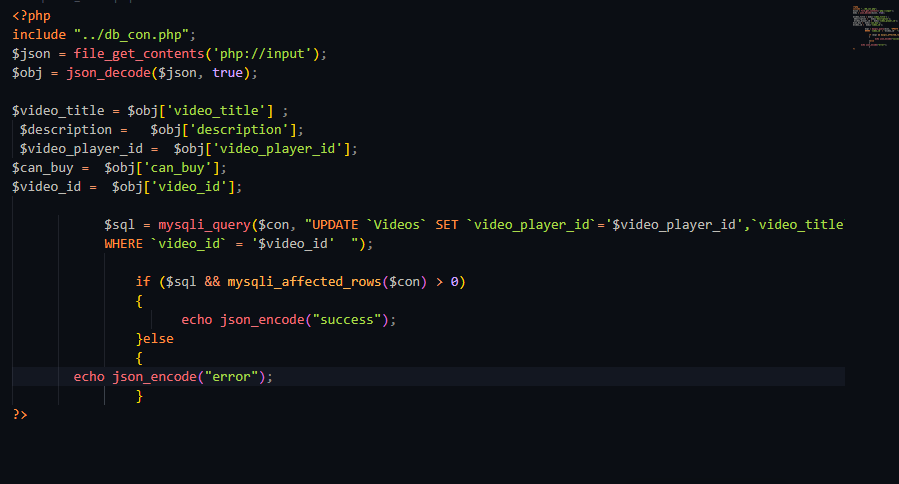 <?php
include "../db_con.php";
$json = file_get_contents('php://input');
$obj = json_decode($json, true);
$video_title = $obj['video_title'] ;
$description =   $obj['description'];
$video_player_id =  $obj['video_player_id'];
$can_buy =  $obj['can_buy'];
$video_id =  $obj['video_id'];
$sql = mysqli_query($con, "UPDATE `Videos` SET `video_player_id`='$video_player_id',`video_title
WHERE `video_id` = '$video_id'  ");
if ($sql && mysqli_affected_rows($con) > 0)
{
echo json_encode("success");
}else
{
echo json_encode("error");
}
?>